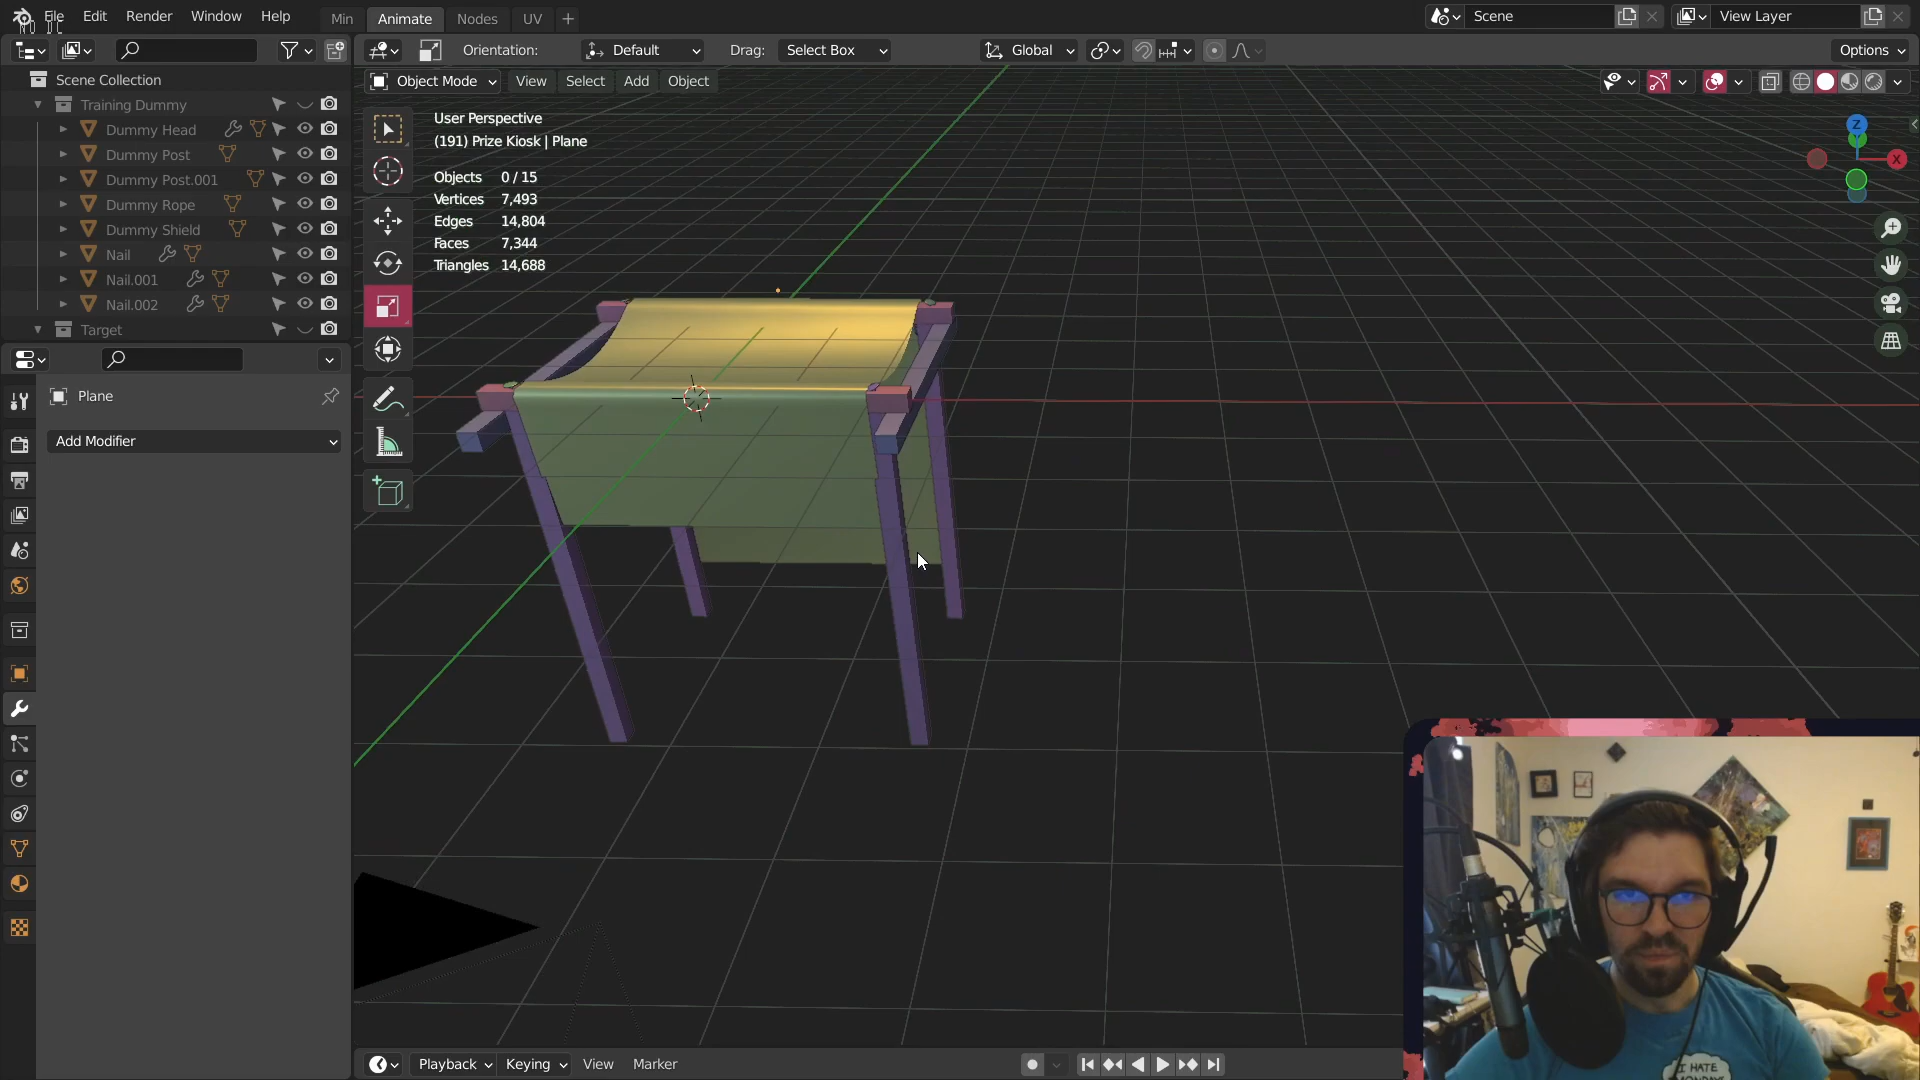 File Edit Render Window Help Min Animate Nodes UV Scene View Layer
Orientation: Default Drag: Select Box Global Options
Object Mode View Select Add Object
Scene Collection
Training Dummy
Dummy Head
Dummy Post
Dummy Post.001
Dummy Rope
Dummy Shield
Nail
Nail.001
Nail.002
Target
Plane
Add Modifier
User Perspective
(191) Prize Kiosk | Plane
Objects 0 / 15
Vertices 7,493
Edges 14,804
Faces 7,344
Triangles 14,688
Z
X
Playback Keying View Marker
I HATE